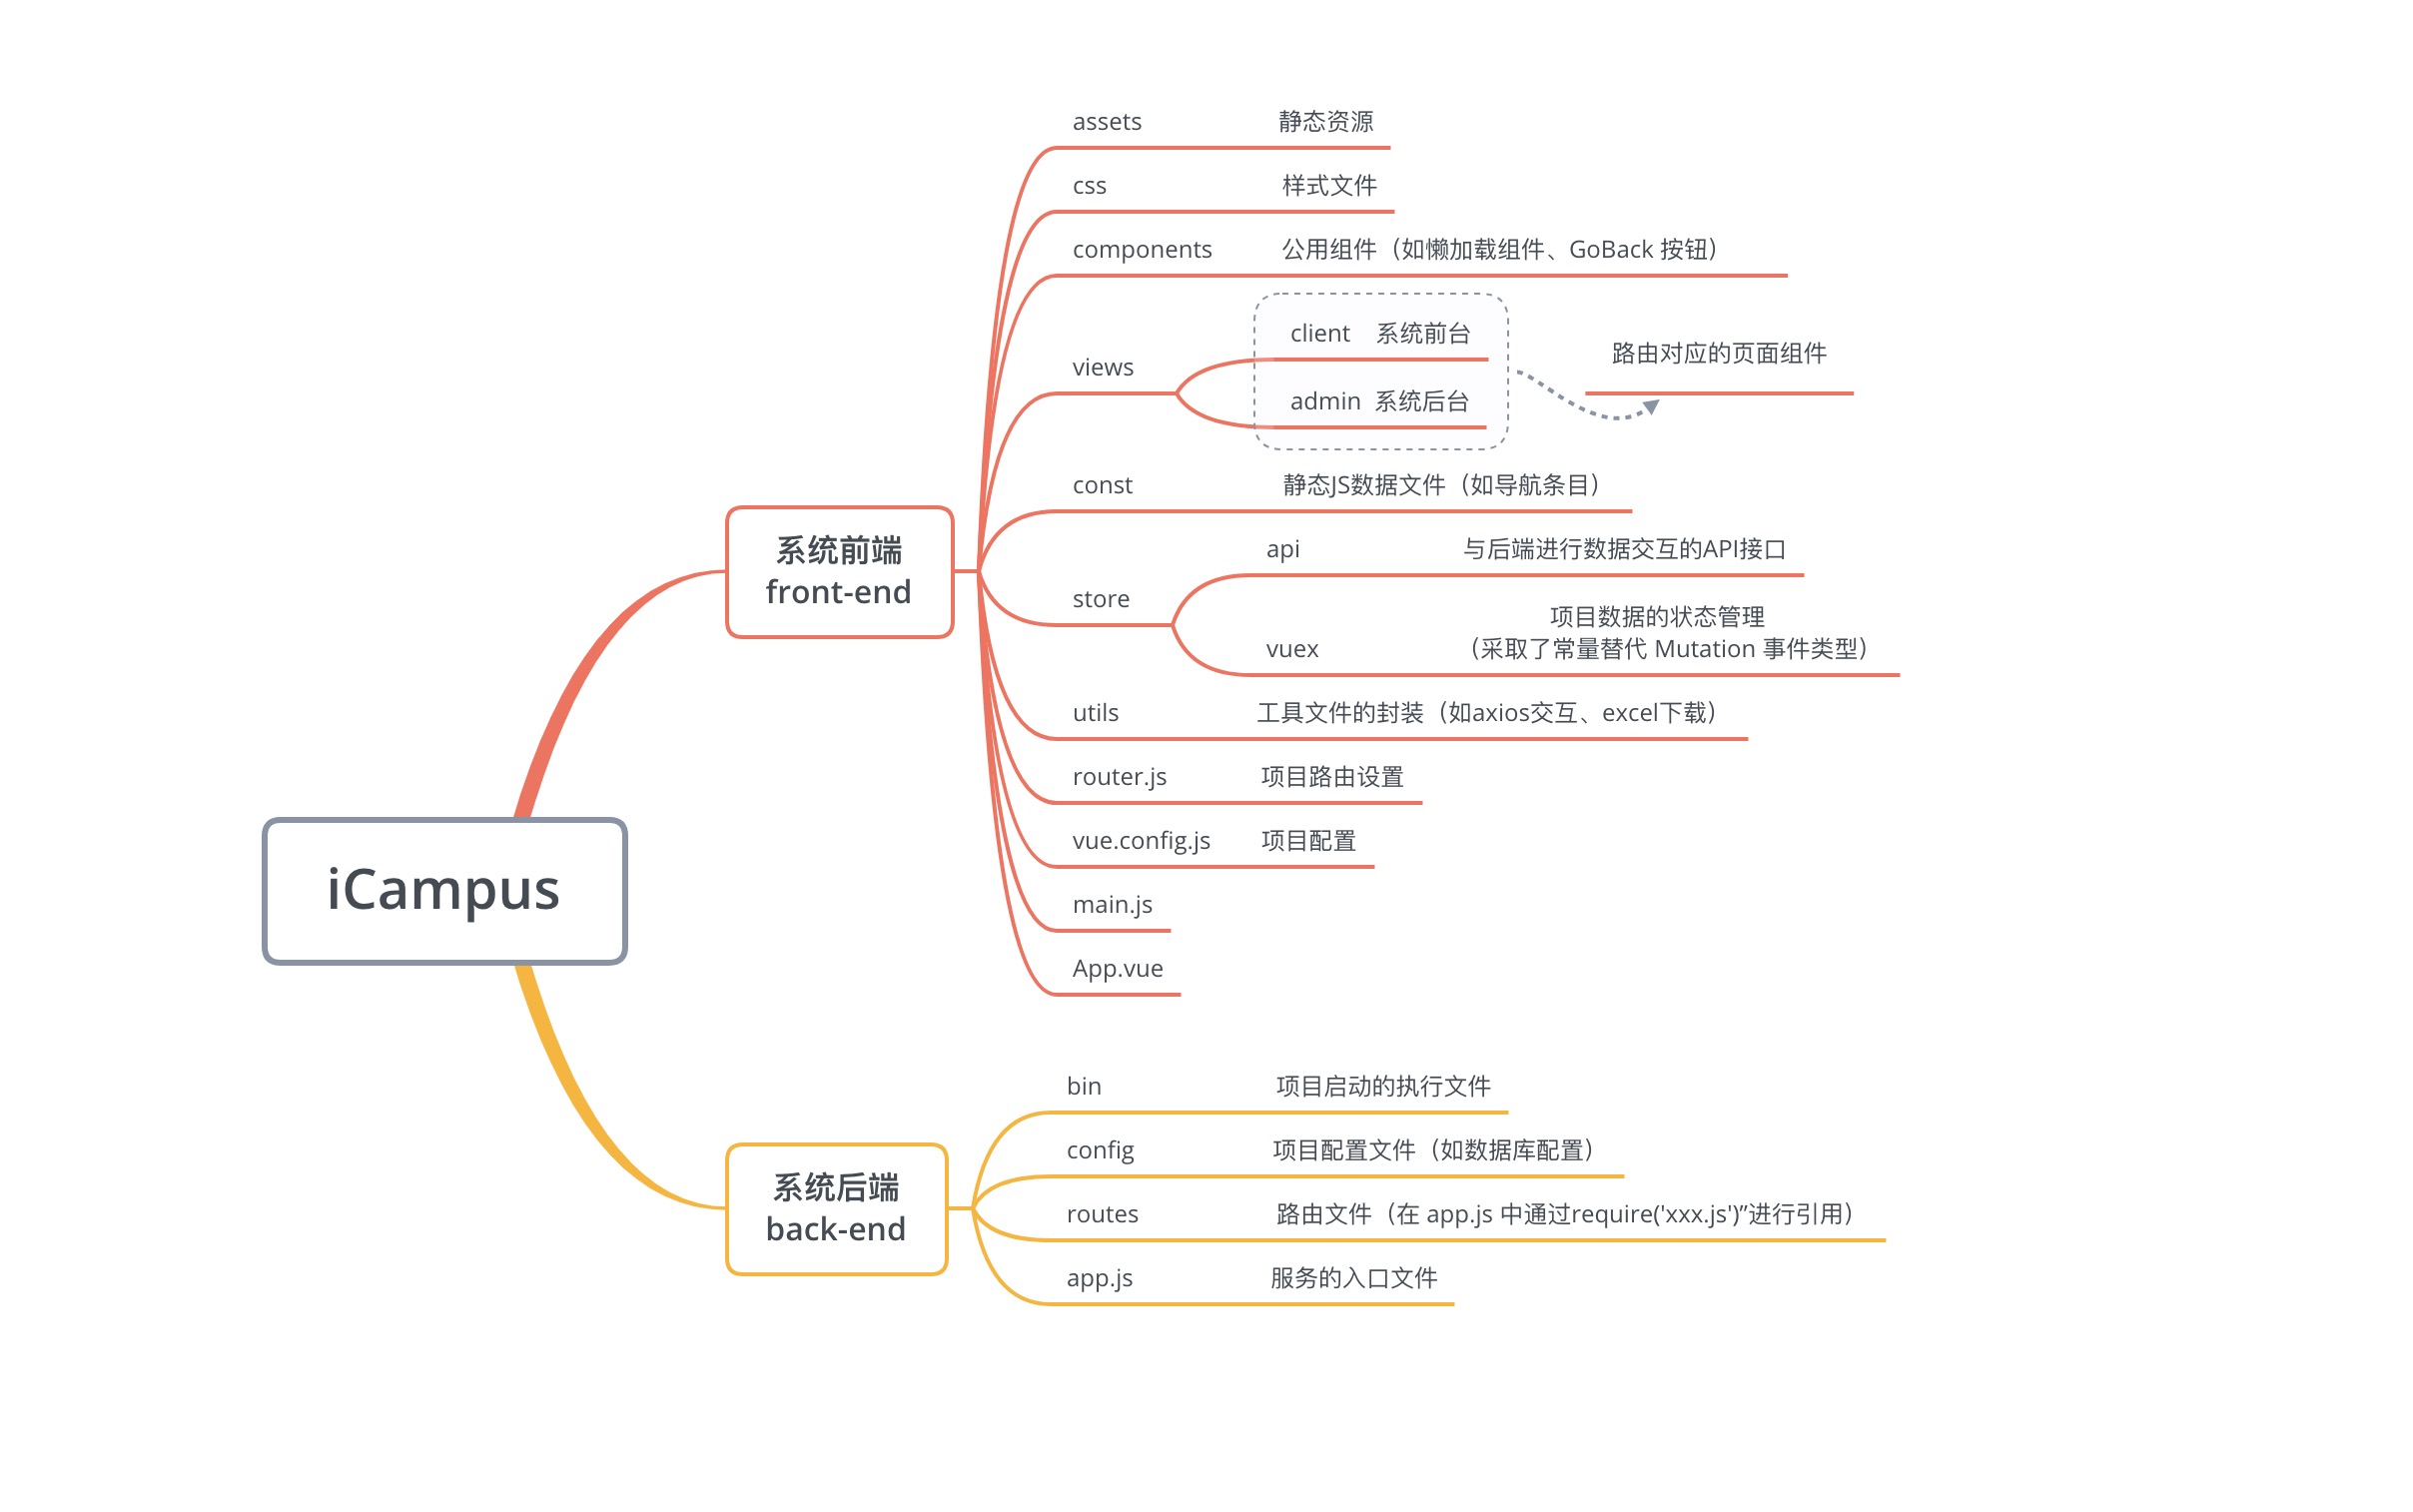 assets 静态资源
css 样式文件
components 公用组件（如懒加载组件、GoBack 按钮）
views
client 系统前台
admin 系统后台
路由对应的页面组件
const 静态JS数据文件（如导航条目）
系统前端
front-end
store
api 与后端进行数据交互的API接口
vuex
项目数据的状态管理
（采取了常量替代 Mutation 事件类型）
utils 工具文件的封装（如axios交互、excel下载）
router.js 项目路由设置
vue.config.js 项目配置
main.js
App.vue
iCampus
系统后端
back-end
bin 项目启动的执行文件
config 项目配置文件（如数据库配置）
routes 路由文件（在 app.js 中通过require('xxx.js')”进行引用）
app.js 服务的入口文件